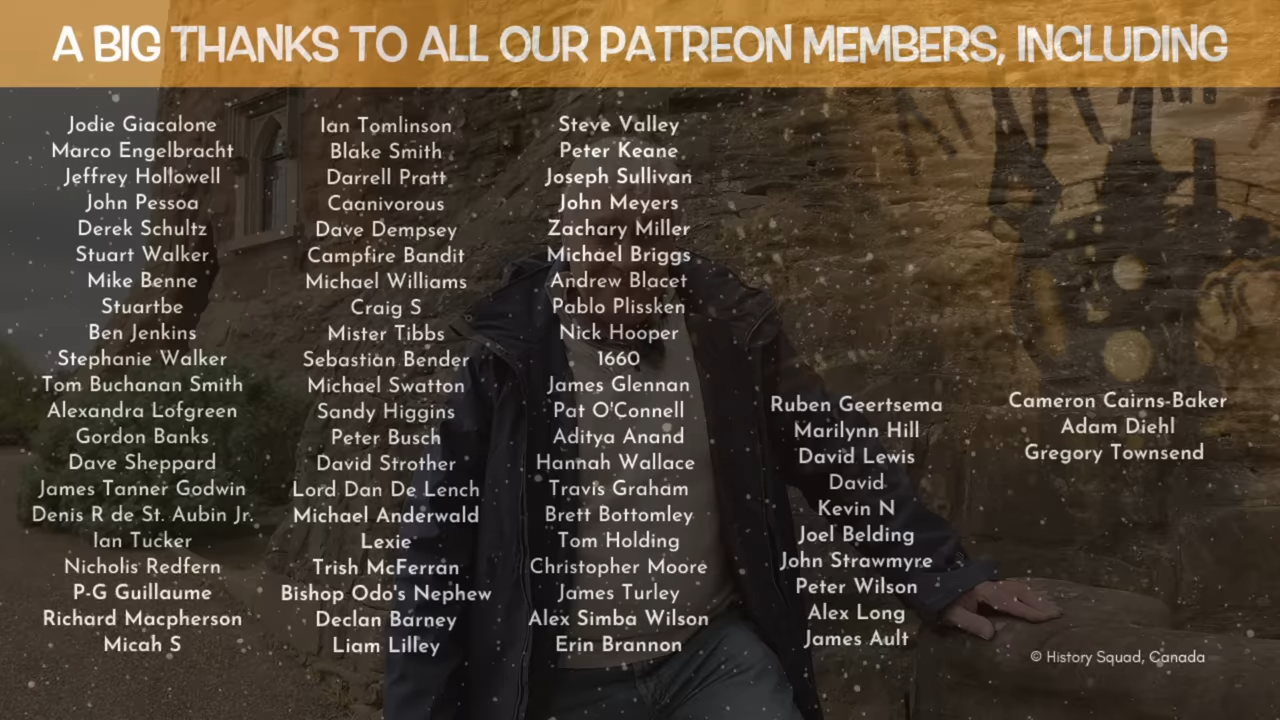 A BIG THANKS TO ALL OUR PATREON MEMBERS, INCLUDING
Jodie Giacalone
Marco Engelbracht
Jeffrey Hollowell
John Pessoa
Derek Schultz
Stuart Walker
Mike Benne
Stuartbe
Ben Jenkins
Stephanie Walker
Tom Buchanan Smith
Alexandra Lofgreen
Gordon Banks
Dave Sheppard
James Tanner Godwin
Denis R de St. Aubin Jr.
Ian Tucker
Nicholis Redfern
P-G Guillaume
Richard Macpherson
Micah S
Ian Tomlinson
Blake Smith
Darrell Pratt
Caanivorous
Dave Dempsey
Campfire Bandit
Michael Williams
Craig S
Mister Tibbs
Sebastian Bender
Michael Swatton
Sandy Higgins
Peter Busch
David Strother
Lord Dan De Lench
Michael Anderwald
Lexie
Trish McFerran
Bishop Odo's Nephew
Declan Barney
Liam Lilley
Steve Valley
Peter Keane
Joseph Sullivan
John Meyers
Zachary Miller
Michael Briggs
Andrew Blacet
Pablo Plissken
Nick Hooper
1660
James Glennan
Pat O'Connell
Aditya Anand
Hannah Wallace
Travis Graham
Brett Bottomley
Tom Holding
Christopher Moore
James Turley
Alex Simba Wilson
Erin Brannon
Ruben Geertsema
Marilynn Hill
David Lewis
David
Kevin N
Joel Belding
John Strawmyre
Peter Wilson
Alex Long
James Ault
Cameron Cairns-Baker
Adam Diehl
Gregory Townsend
© History Squad, Canada